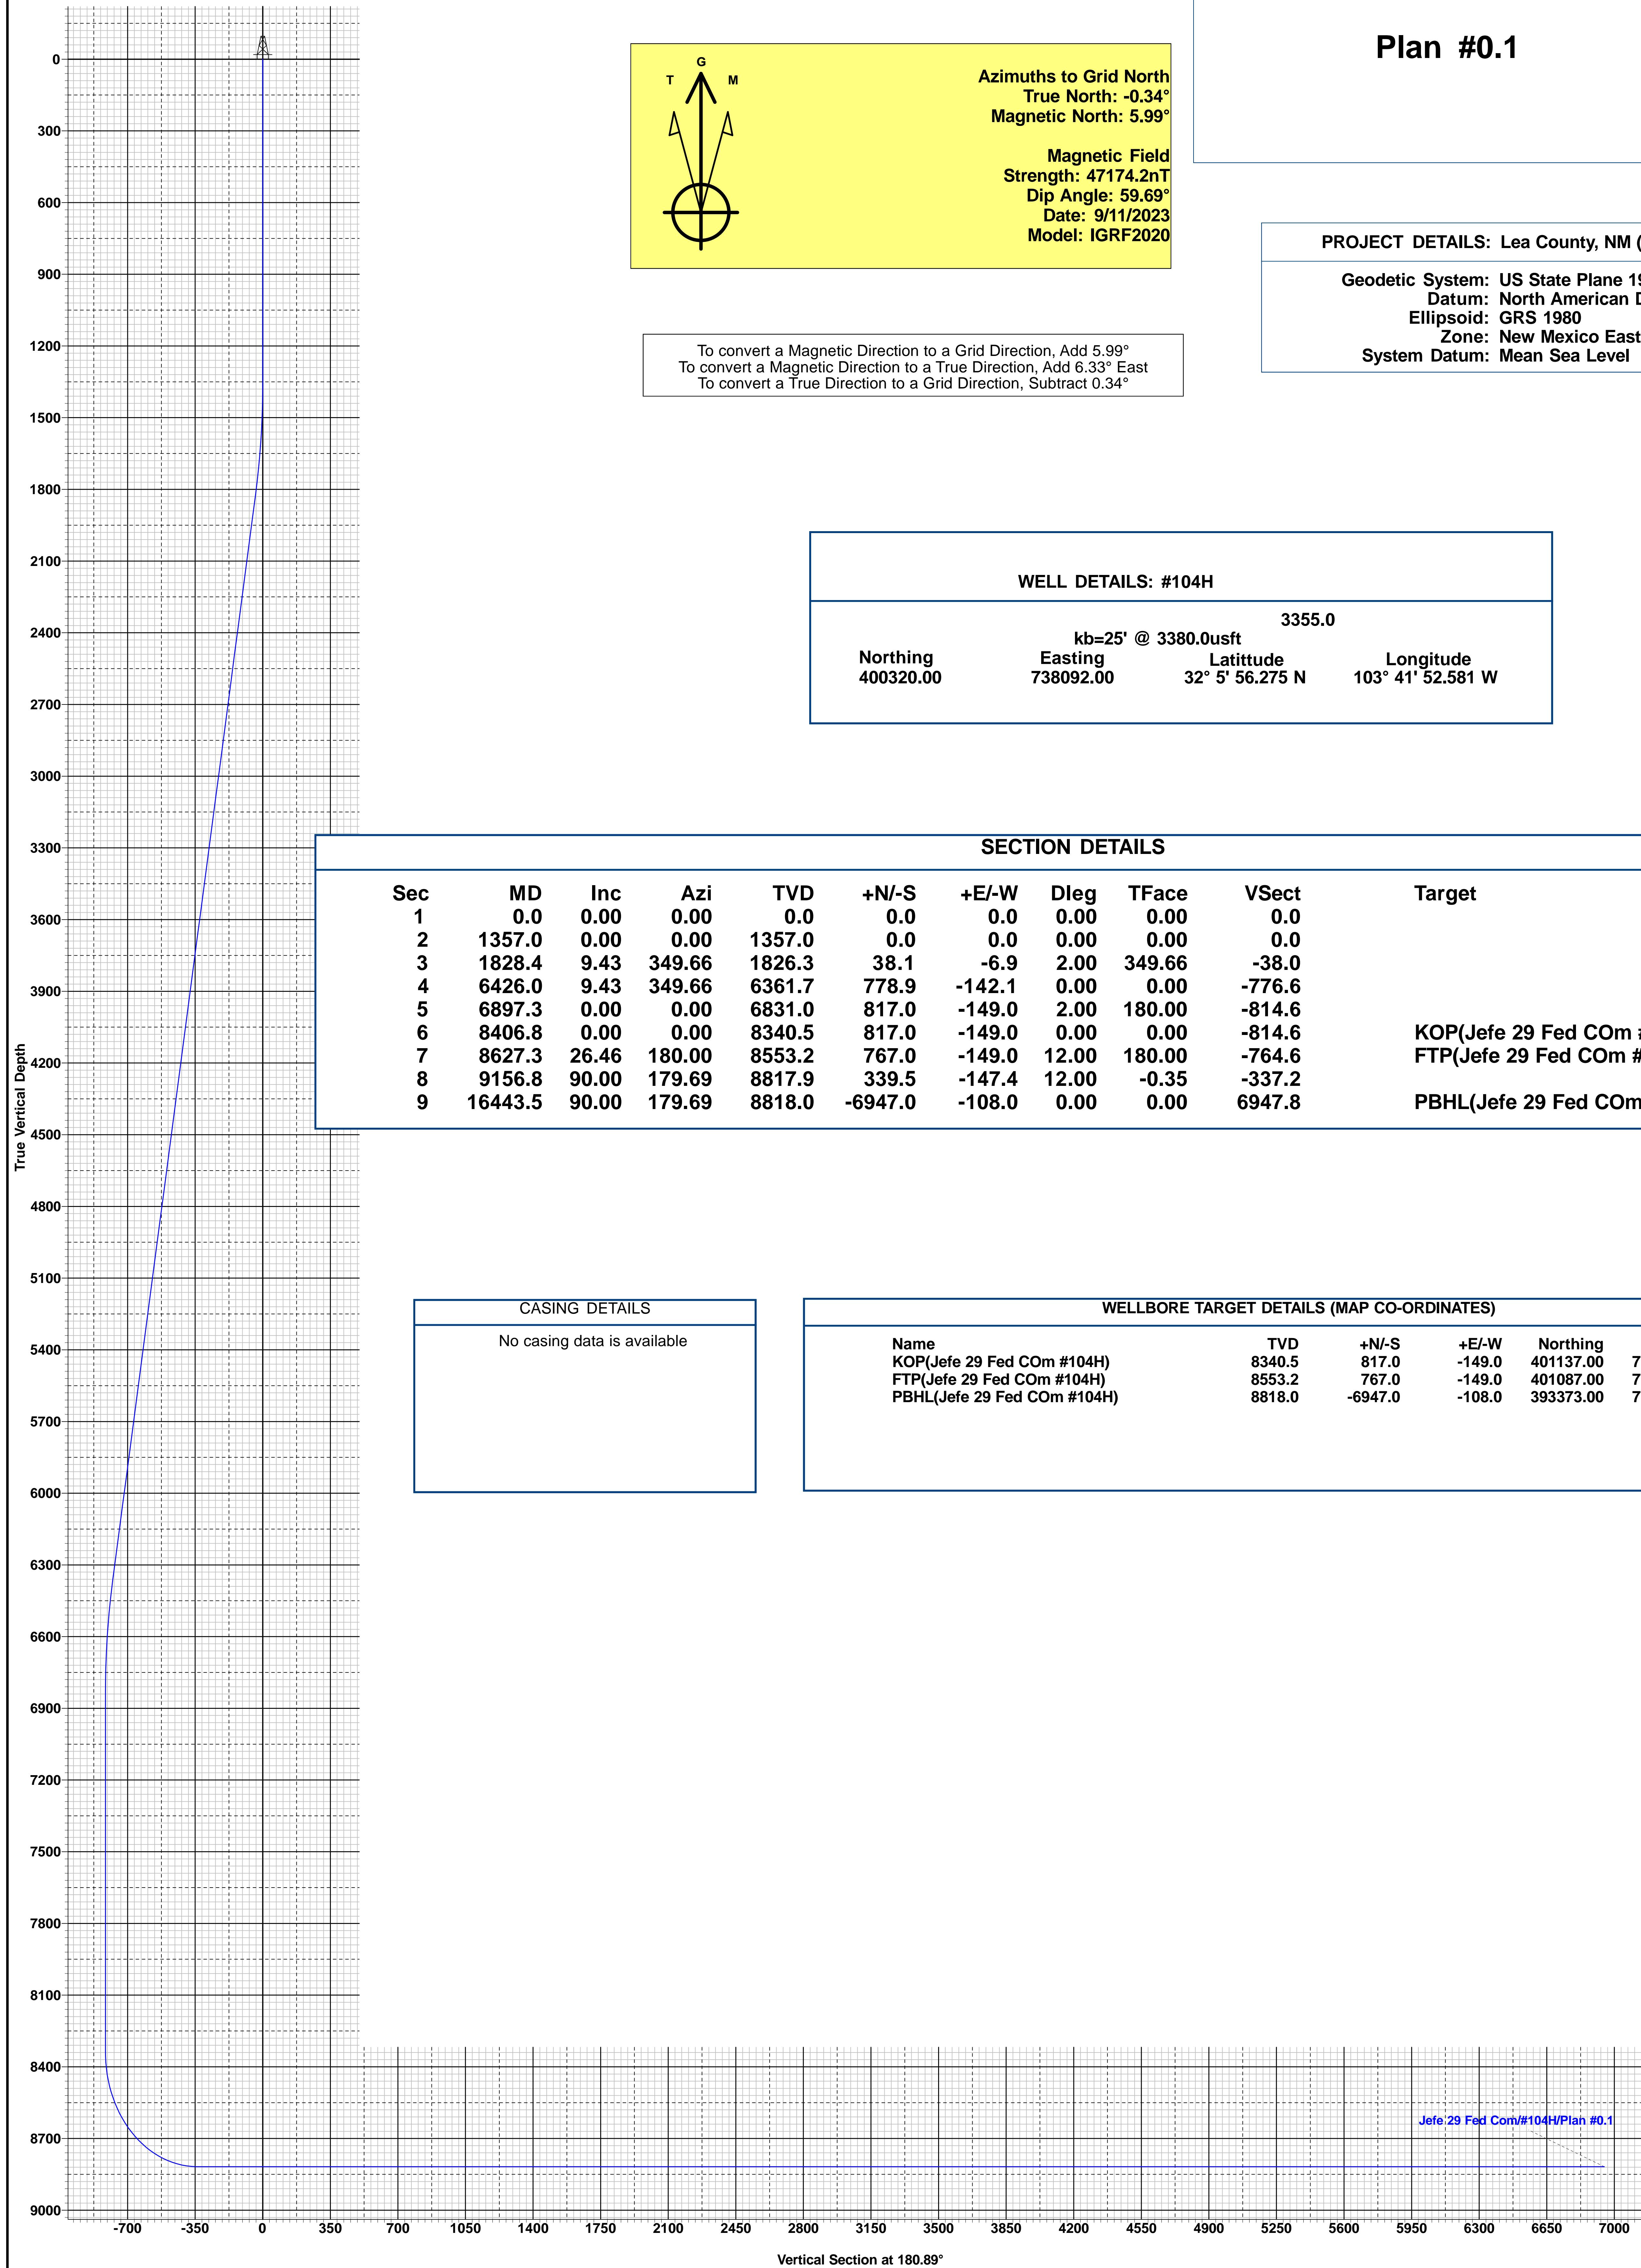 Plan #0.1
T G M
Azimuths to Grid North
True North: -0.34°
Magnetic North: 5.99°
Magnetic Field
Strength: 47174.2nT
Dip Angle: 59.69°
Date: 9/11/2023
Model: IGRF2020
PROJECT DETAILS: Lea County, NM (
Geodetic System: US State Plane 19
Datum: North American D
Ellipsoid: GRS 1980
Zone: New Mexico East
System Datum: Mean Sea Level
To convert a Magnetic Direction to a Grid Direction, Add 5.99°
To convert a Magnetic Direction to a True Direction, Add 6.33° East
To convert a True Direction to a Grid Direction, Subtract 0.34°
WELL DETAILS: #104H
3355.0
kb=25' @ 3380.0usft
Northing Easting Latittude Longitude
400320.00 738092.00 32° 5' 56.275 N 103° 41' 52.581 W
SECTION DETAILS
Sec MD Inc Azi TVD +N/-S +E/-W Dleg TFace VSect Target
1 0.0 0.00 0.00 0.0 0.0 0.0 0.00 0.00 0.0
2 1357.0 0.00 0.00 1357.0 0.0 0.0 0.00 0.00 0.0
3 1828.4 9.43 349.66 1826.3 38.1 -6.9 2.00 349.66 -38.0
4 6426.0 9.43 349.66 6361.7 778.9 -142.1 0.00 0.00 -776.6
5 6897.3 0.00 0.00 6831.0 817.0 -149.0 2.00 180.00 -814.6
6 8406.8 0.00 0.00 8340.5 817.0 -149.0 0.00 0.00 -814.6 KOP(Jefe 29 Fed COm #
7 8627.3 26.46 180.00 8553.2 767.0 -149.0 12.00 180.00 -764.6 FTP(Jefe 29 Fed COm #
8 9156.8 90.00 179.69 8817.9 339.5 -147.4 12.00 -0.35 -337.2
9 16443.5 90.00 179.69 8818.0 -6947.0 -108.0 0.00 0.00 6947.8 PBHL(Jefe 29 Fed COm
CASING DETAILS
No casing data is available
WELLBORE TARGET DETAILS (MAP CO-ORDINATES)
Name TVD +N/-S +E/-W Northing
KOP(Jefe 29 Fed COm #104H) 8340.5 817.0 -149.0 401137.00 7
FTP(Jefe 29 Fed COm #104H) 8553.2 767.0 -149.0 401087.00 7
PBHL(Jefe 29 Fed COm #104H) 8818.0 -6947.0 -108.0 393373.00 7
True Vertical Depth
0
300
600
900
1200
1500
1800
2100
2400
2700
3000
3300
3600
3900
4200
4500
4800
5100
5400
5700
6000
6300
6600
6900
7200
7500
7800
8100
8400
8700
9000
Jefe 29 Fed Com/#104H/Plan #0.1
-700 -350 0 350 700 1050 1400 1750 2100 2450 2800 3150 3500 3850 4200 4550 4900 5250 5600 5950 6300 6650 7000
Vertical Section at 180.89°